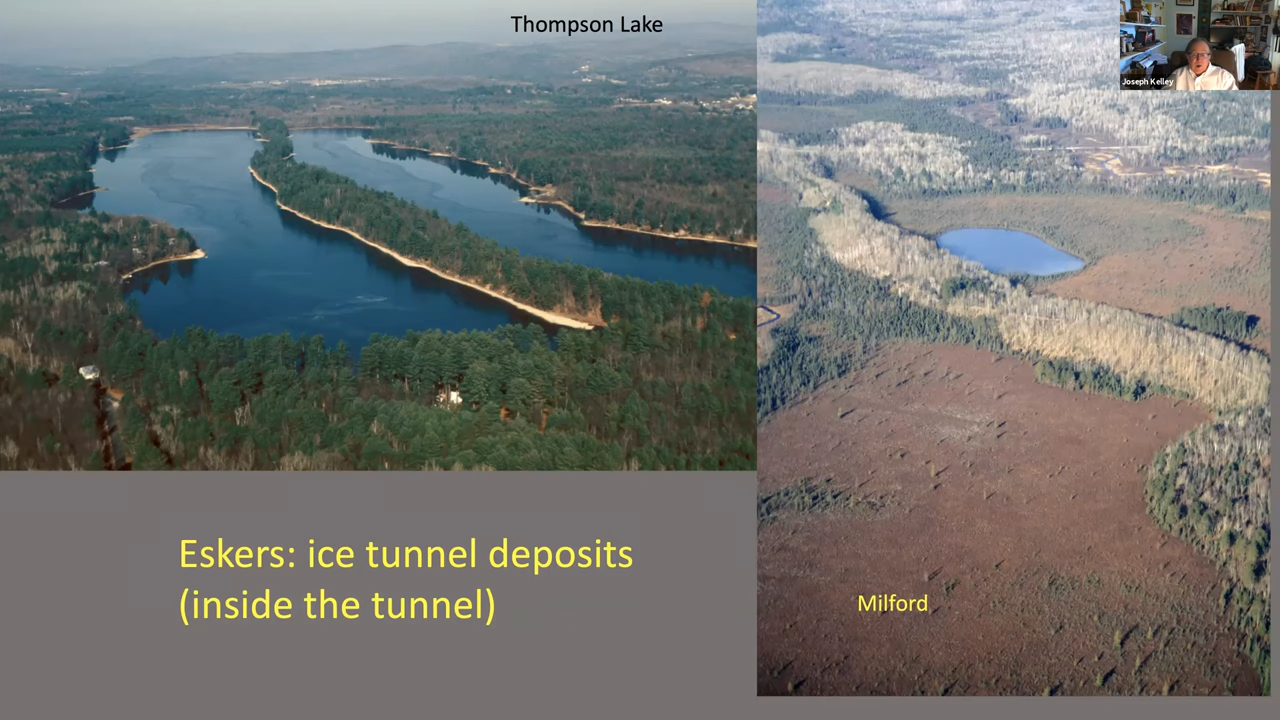 Thompson Lake
Joseph Kelley
Eskers: ice tunnel deposits
(inside the tunnel)
Milford